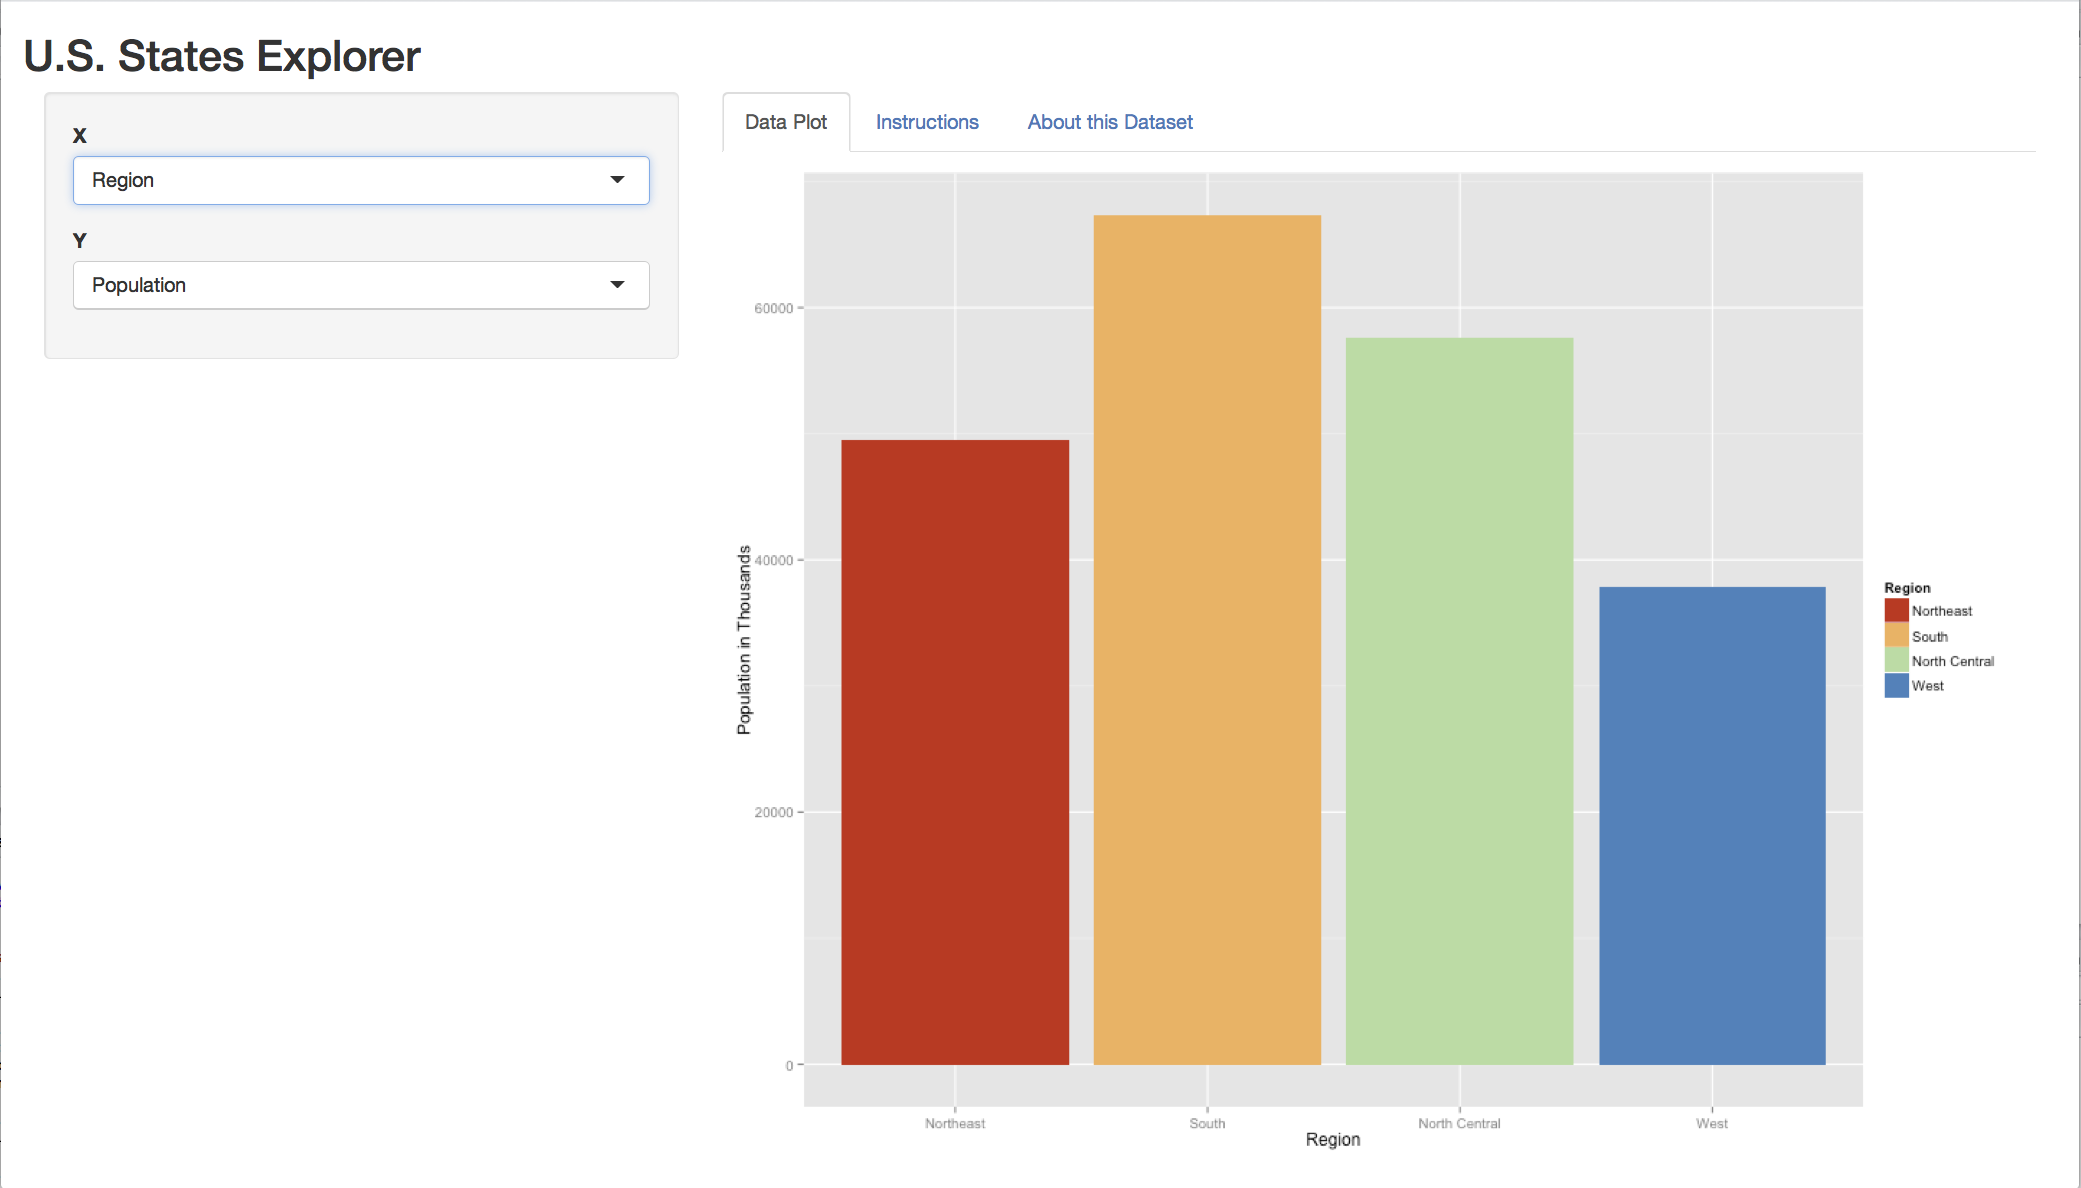 U.S. States Explorer
X
Region
Y
Population
Data Plot Instructions About this Dataset
Population in Thousands
60000
40000
20000
0
Northeast South North Central West
Region
Region
Northeast
South
North Central
West